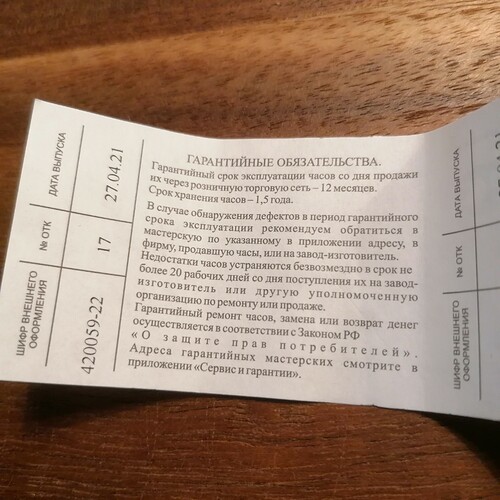 ДАТА ВЫПУСКА
27.04.21
№ ОТК
17
ШИФР ВНЕШНЕГО
ОФОРМЛЕНИЯ
420059-22
ГАРАНТИЙНЫЕ ОБЯЗАТЕЛЬСТВА.
Гарантийный срок эксплуатации часов со дня продажи
их через розничную торговую сеть – 12 месяцев.
Срок хранения часов – 1,5 года.
В случае обнаружения дефектов в период гарантийного
срока эксплуатации рекомендуем обратиться в
мастерскую по указанному в приложении адресу, в
фирму, продавшую часы, или на завод-изготовитель.
Недостатки часов устраняются безвозмездно в срок не
более 20 рабочих дней со дня поступления их на завод-
изготовитель или другую уполномоченную
организацию по ремонту или продаже.
Гарантийный ремонт часов, замена или возврат денег
осуществляется в соответствии с Законом РФ
«О защите прав потребителей».
Адреса гарантийных мастерских смотрите в
приложении «Сервис и гарантии».
ДАТА ВЫПУСКА
№ ОТК
ШИФР ВНЕШНЕГО
ОФОРМЛЕНИЯ